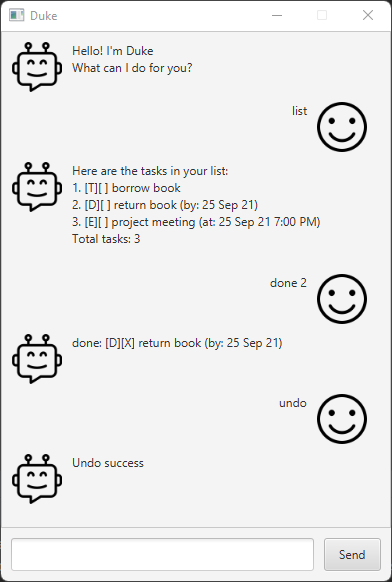 Duke
Hello! I'm Duke
What can I do for you?
list
Here are the tasks in your list:
1. [T][ ] borrow book
2. [D][ ] return book (by: 25 Sep 21)
3. [E][ ] project meeting (at: 25 Sep 21 7:00 PM)
Total tasks: 3
done 2
done: [D][X] return book (by: 25 Sep 21)
undo
Undo success
Send